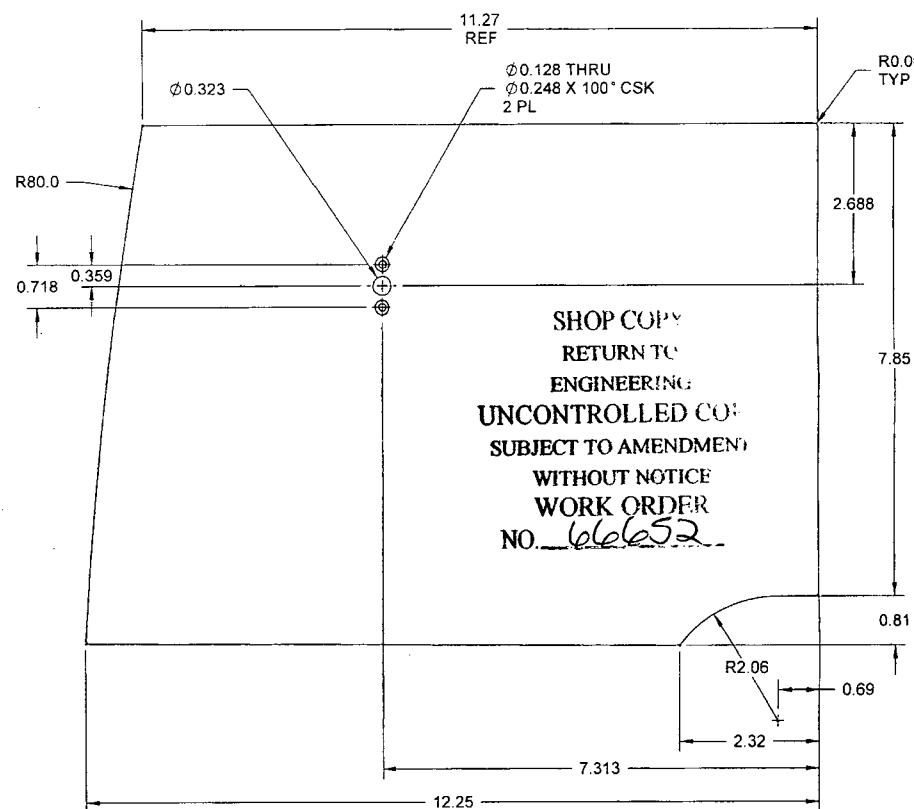 11.27
REF
Ø0.323
Ø0.128 THRU
Ø0.248 X 100° CSK
2 PL
TYP
R80.0
2.688
0.359
0.718
7.85
SHOP COPY
RETURN TO
ENGINEERING
UNCONTROLLED
SUBJECT TO AMENDMENT
WITHOUT NOTICE
WORK ORDER
NO. 66652
0.81
R2.06
0.69
2.32
7.313
12.25